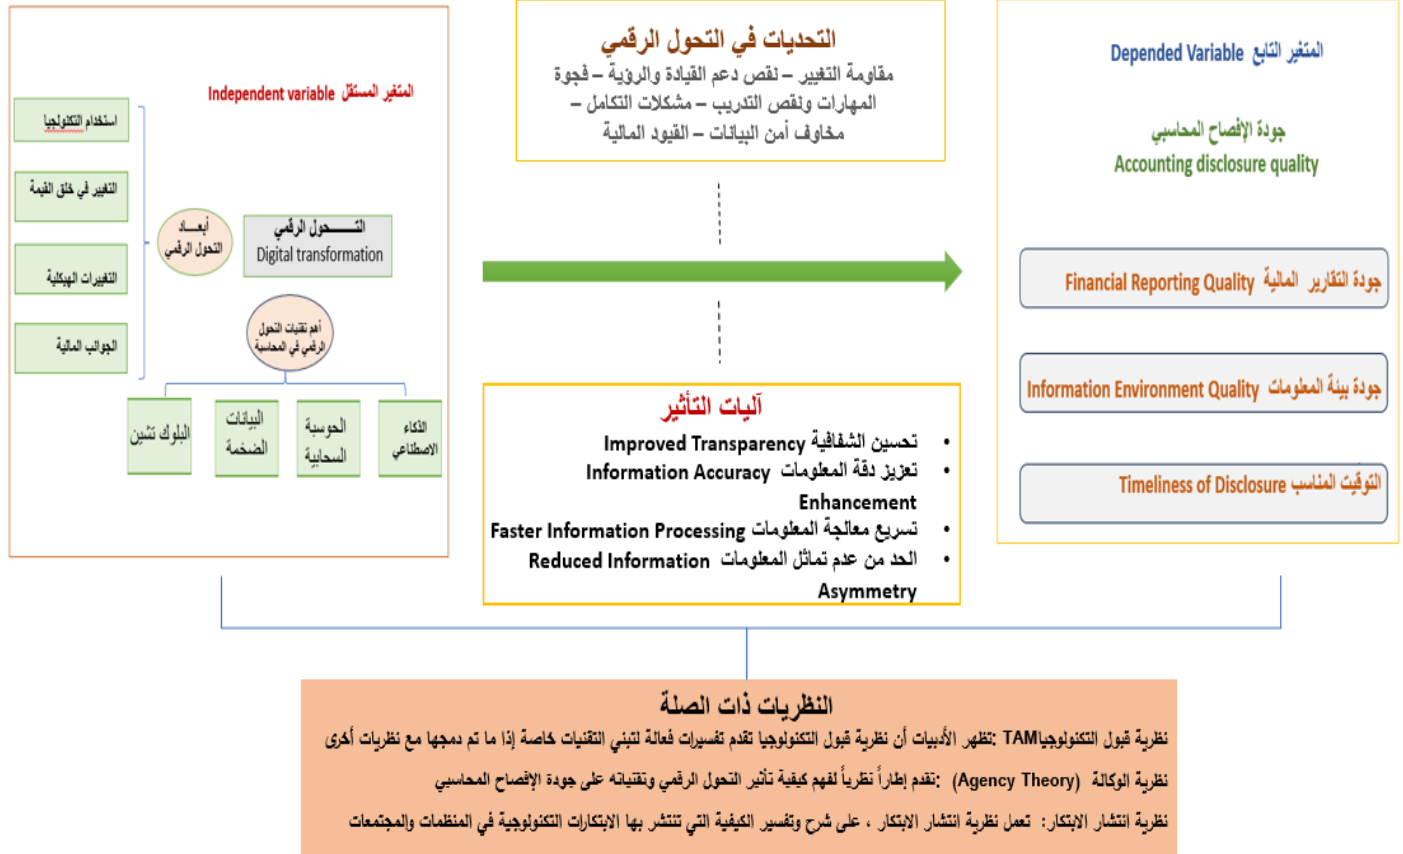 المتغير المستقل Independent variable
استخدام التكنولوجيا
التغيير في خلق القيمة
التغييرات الهيكلية
الجوانب المالية
أبعـــاد
التحول الرقمي
التـــــــحول الرقمي
Digital transformation
أهم تقنيات التحول
الرقمي في المحاسبة
الذكاء
الاصطناعي
الحوسبة
السحابية
البيانات
الضخمة
البلوك تشين
التحديات في التحول الرقمي
مقاومة التغيير – نقص دعم القيادة والرؤية – فجوة
المهارات ونقص التدريب – مشكلات التكامل –
مخاوف أمن البيانات – القيود المالية
آليات التأثير
• تحسين الشفافية Improved Transparency
• تعزيز دقة المعلومات Information Accuracy
Enhancement
• تسريع معالجة المعلومات Faster Information Processing
• الحد من عدم تماثل المعلومات Reduced Information
Asymmetry
المتغير التابع Depended Variable
جودة الإفصاح المحاسبي
Accounting disclosure quality
جودة التقارير المالية Financial Reporting Quality
جودة بيئة المعلومات Information Environment Quality
التوقيت المناسب Timeliness of Disclosure
النظريات ذات الصلة
نظرية قبول التكنولوجياTAM :تظهر الأدبيات أن نظرية قبول التكنولوجيا تقدم تفسيرات فعالة لتبني التقنيات خاصة إذا ما تم دمجها مع نظريات أخرى
نظرية الوكالة (Agency Theory) :تقدم إطاراً نظرياً لفهم كيفية تأثير التحول الرقمي وتقنياته على جودة الإفصاح المحاسبي
نظرية انتشار الابتكار: تعمل نظرية انتشار الابتكار ، على شرح وتفسير الكيفية التي تنتشر بها الابتكارات التكنولوجية في المنظمات والمجتمعات